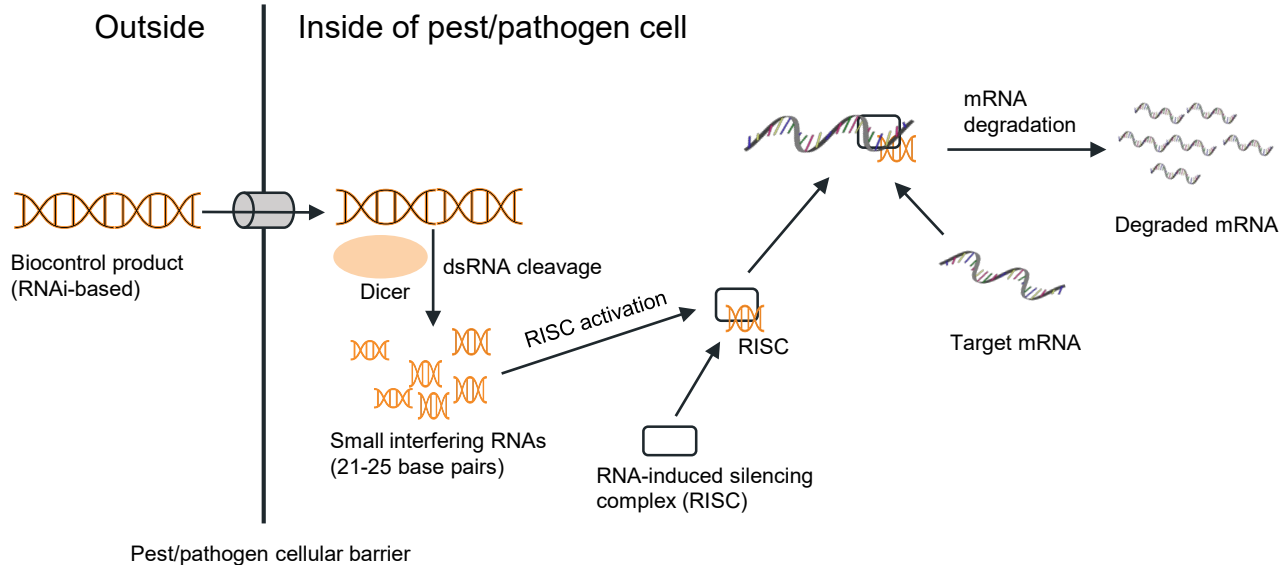 Outside
Inside of pest/pathogen cell
mRNA
degradation
Degraded mRNA
Biocontrol product
(RNAi-based)
dsRNA cleavage
Dicer
RISC activation
RISC
Target mRNA
Small interfering RNAs
(21-25 base pairs)
RNA-induced silencing
complex (RISC)
Pest/pathogen cellular barrier